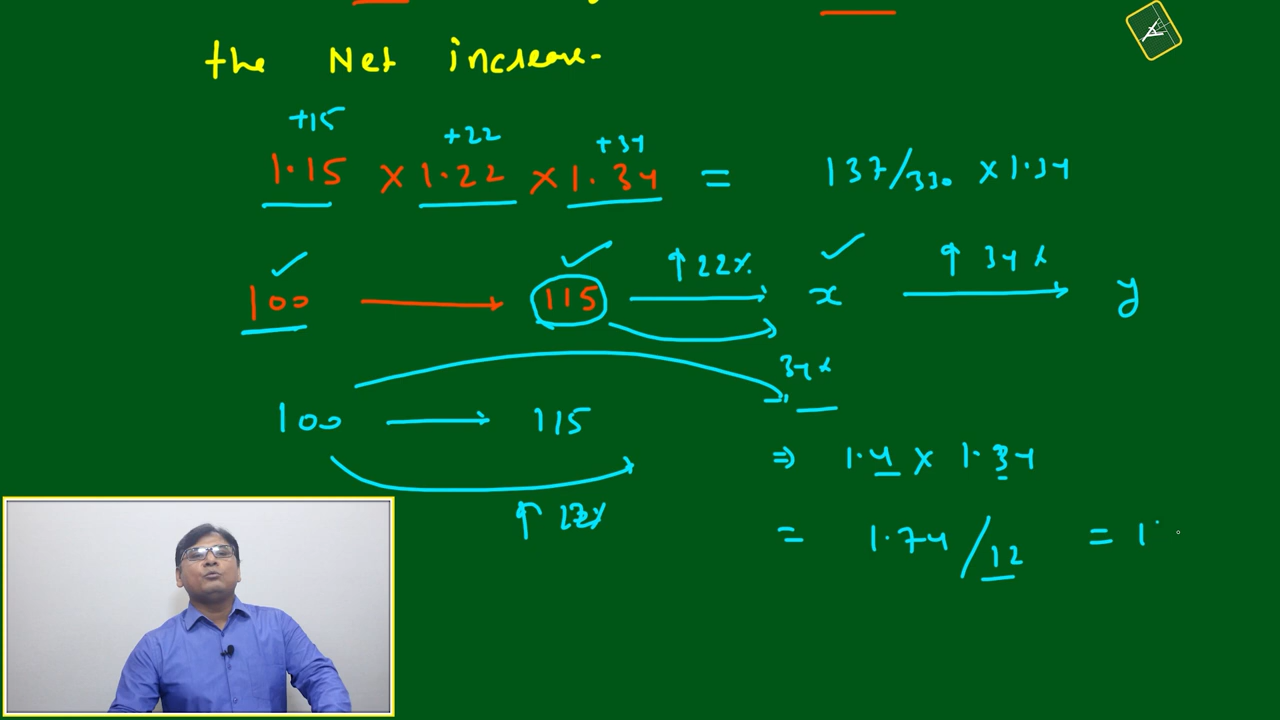 the Net increase.
+15 +22 +34
1.15 × 1.22 × 1.34 = 137/330 × 1.34
100 → 115 ↑22% x ↑ 34% y
34%
100 → 115
⇒ 1.4 × 1.34
↑ 22%
= 1.74/12 = 1.